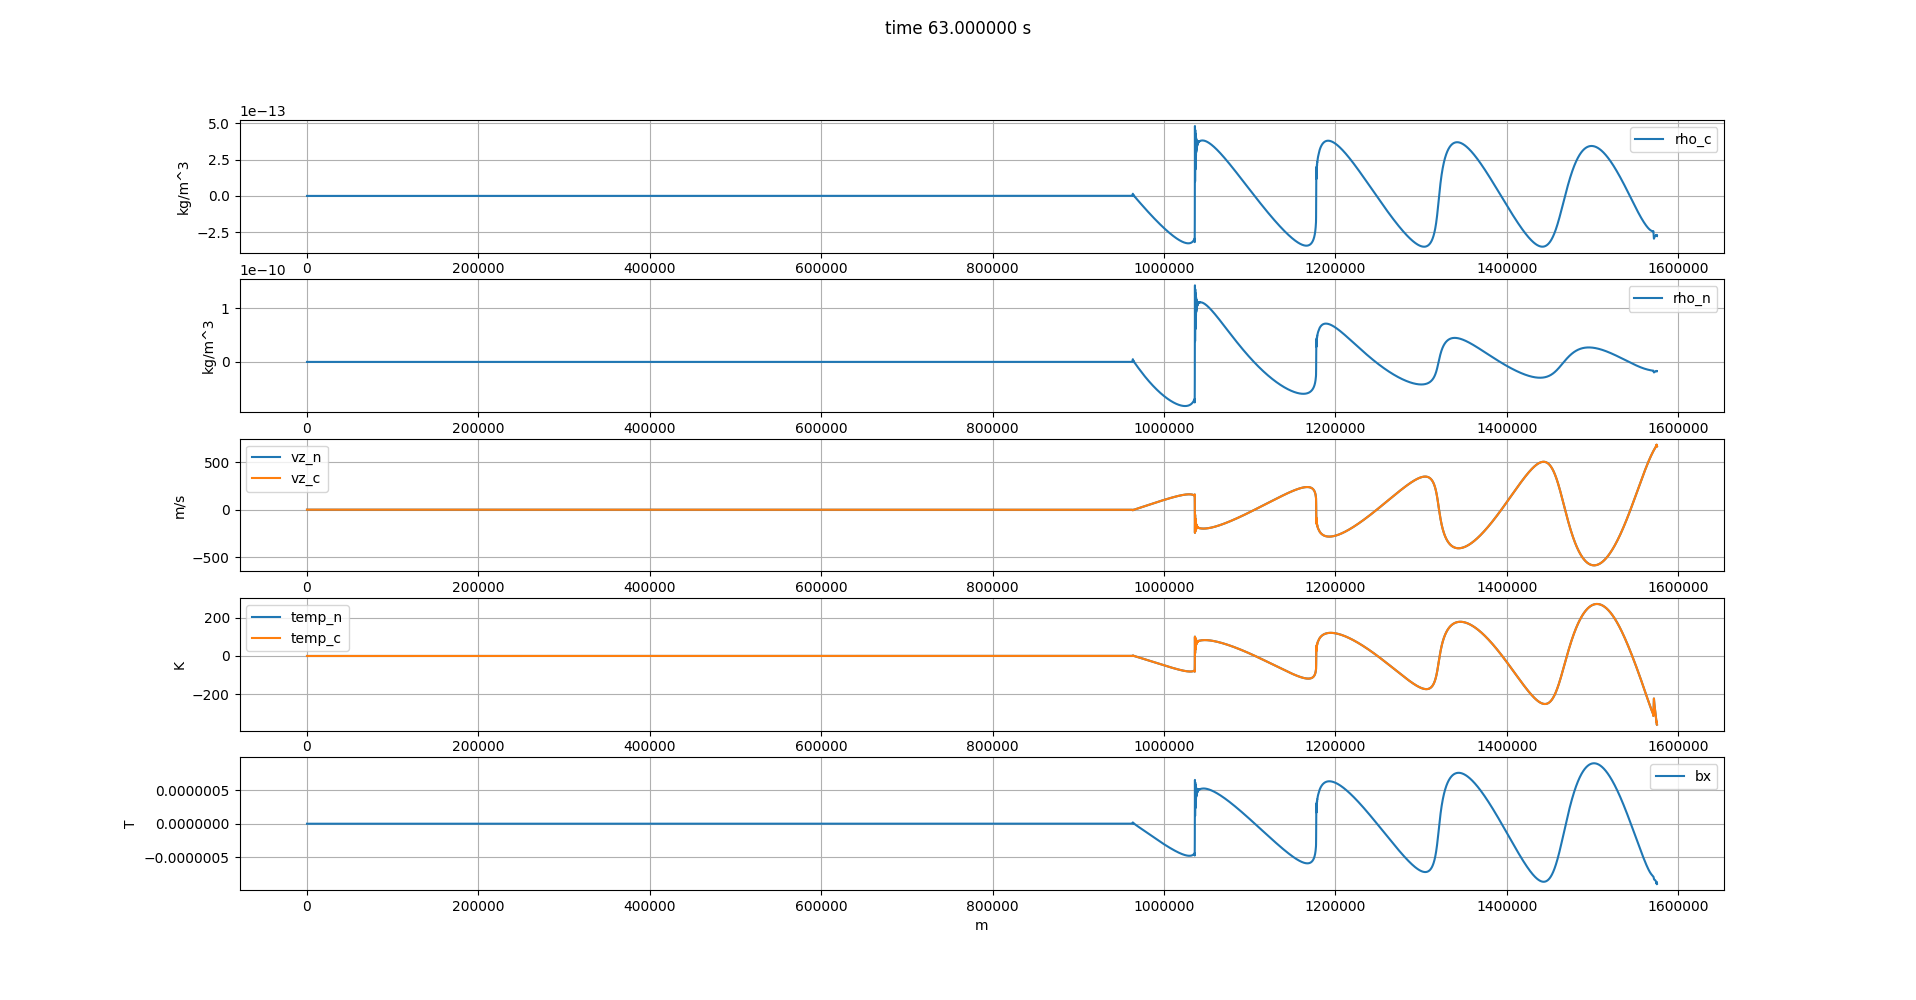 time 63.000000 s
1e−13
5.0
2.5
0.0
−2.5
kg/m^3
rho_c
0 200000 400000 600000 800000 1000000 1200000 1400000 1600000
1e−10
1
0
kg/m^3
rho_n
0 200000 400000 600000 800000 1000000 1200000 1400000 1600000
500
0
−500
m/s
vz_n
vz_c
0 200000 400000 600000 800000 1000000 1200000 1400000 1600000
200
0
−200
K
temp_n
temp_c
0 200000 400000 600000 800000 1000000 1200000 1400000 1600000
0.0000005
0.0000000
−0.0000005
T
bx
0 200000 400000 600000 800000 1000000 1200000 1400000 1600000
m